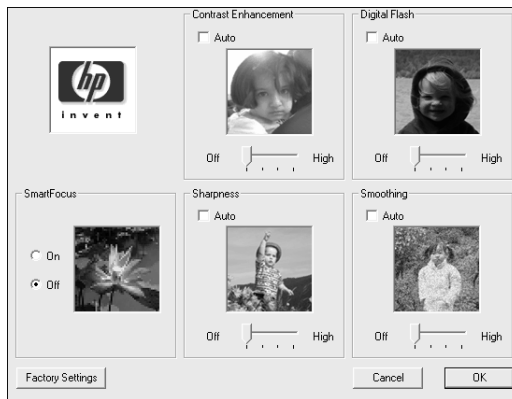 Contrast Enhancement
Auto
Off High
Digital Flash
Auto
Off High
hp
invent
SmartFocus
On
Off
Sharpness
Auto
Off High
Smoothing
Auto
Off High
Factory Settings
Cancel
OK